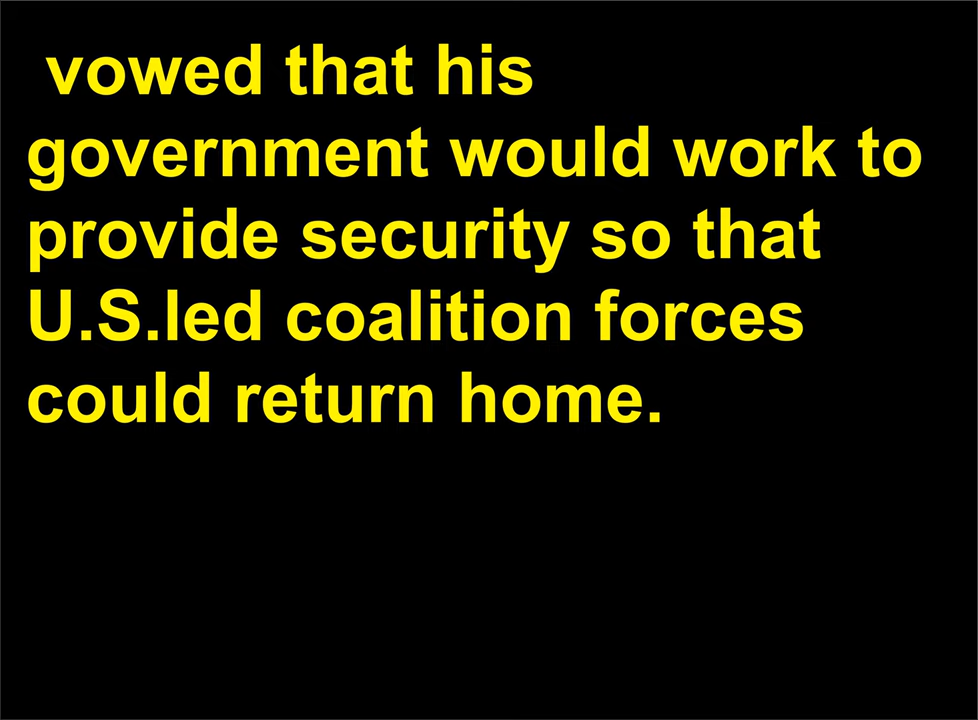 vowed that his
government would work to
provide security so that
U.S.led coalition forces
could return home.